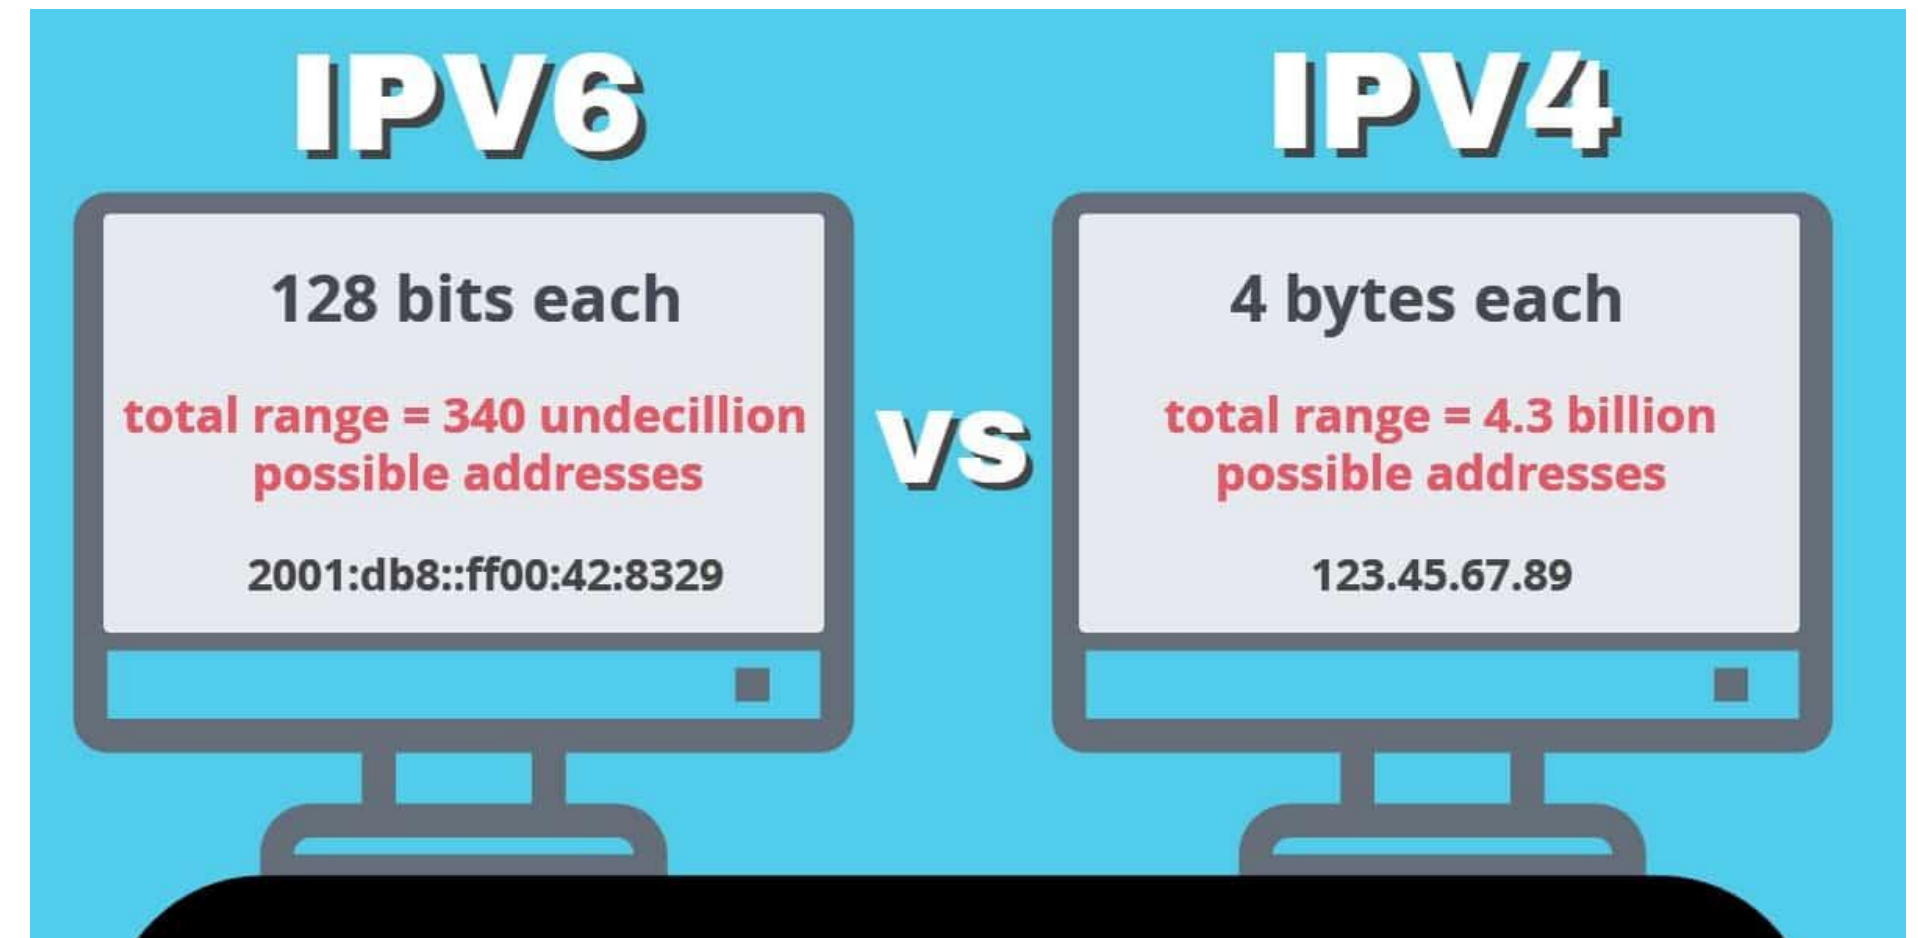 IPV6
128 bits each
total range = 340 undecillion
possible addresses
2001:db8::ff00:42:8329
VS
IPV4
4 bytes each
total range = 4.3 billion
possible addresses
123.45.67.89